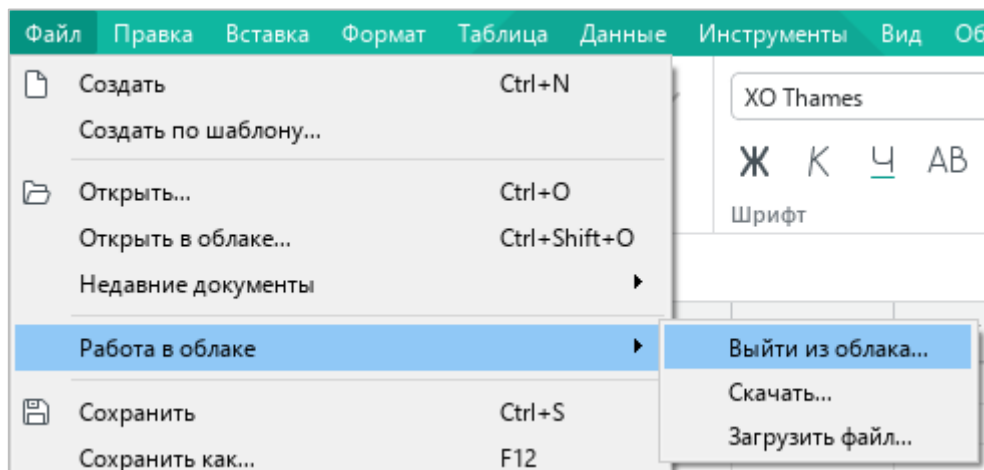 Файл Правка Вставка Формат Таблица Данные Инструменты Вид
Создать Ctrl+N
Создать по шаблону...
Открыть... Ctrl+O
Открыть в облаке... Ctrl+Shift+O
Недавние документы
Работа в облаке
Сохранить Ctrl+S
Сохранить как... F12
XO Thames
Ж К Ч АВ
Шрифт
Выйти из облака...
Скачать...
Загрузить файл...